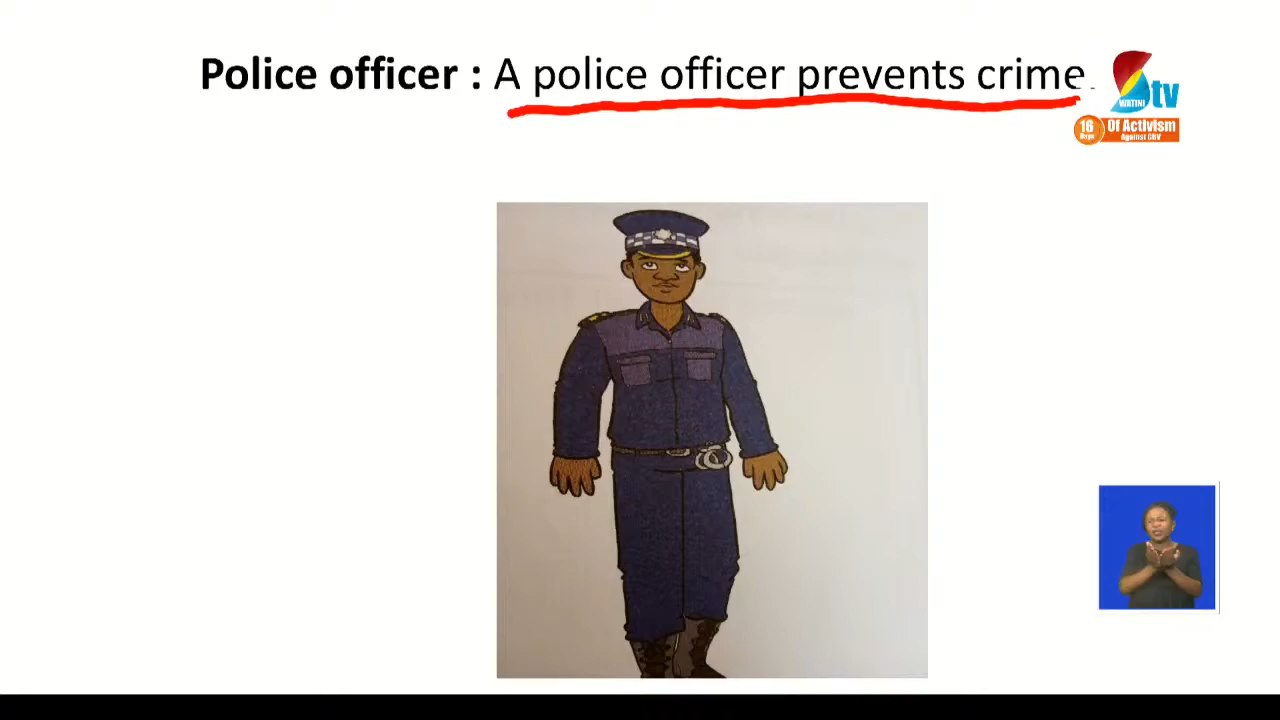 Police officer : A police officer prevents crime.
tv
16 Of Activism
Days Against GBV